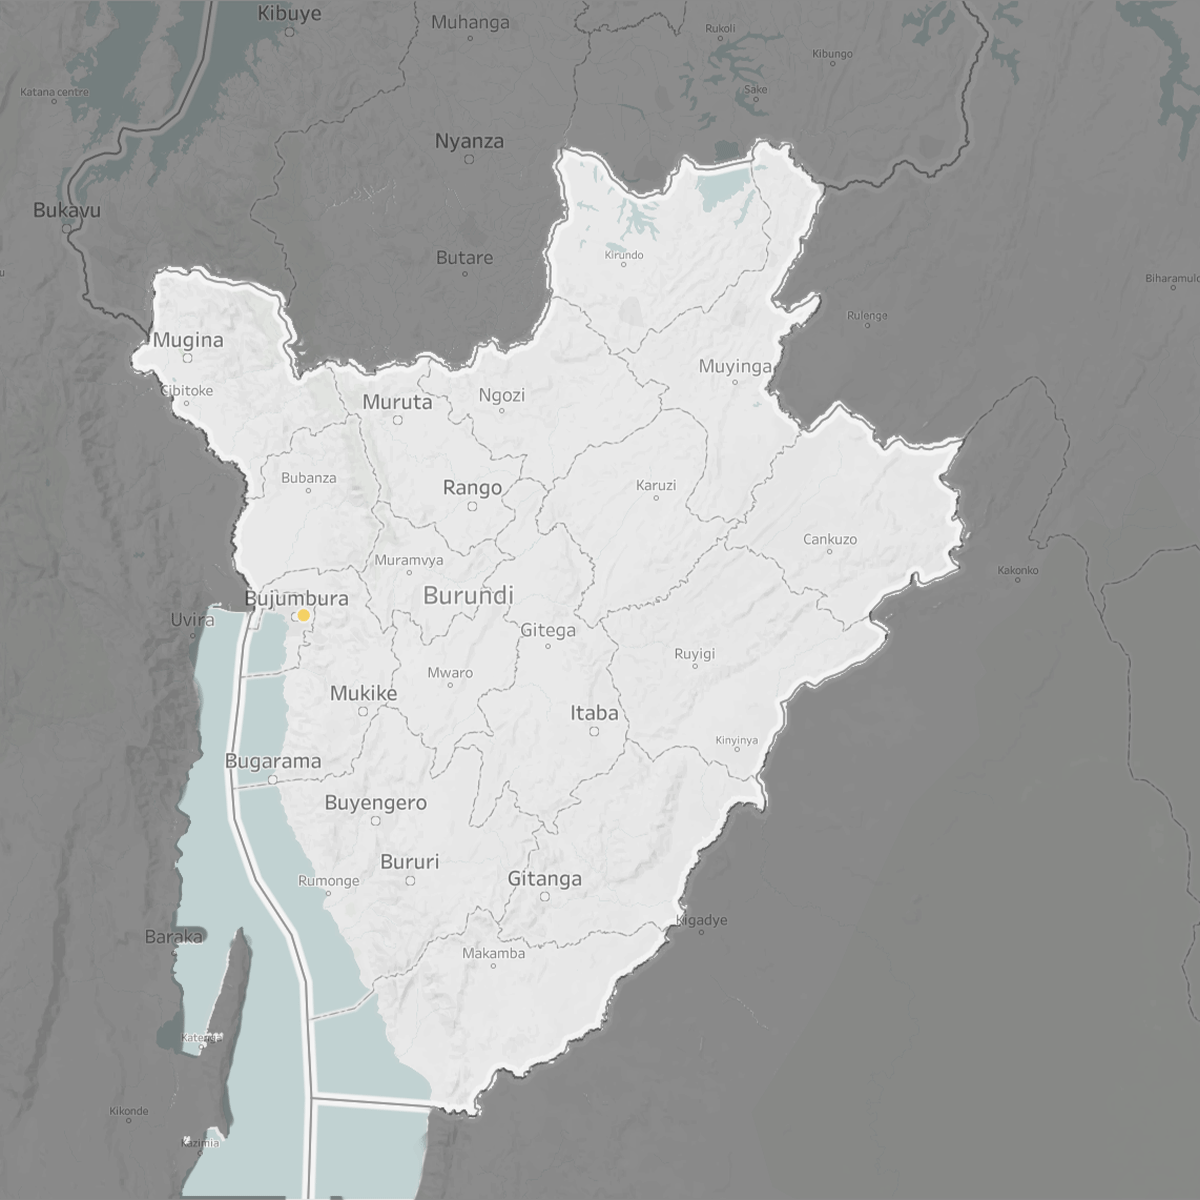 Kibuye
Muhanga
Rukoli
Kibungo
Katana centre
Sake
Nyanza
Bukavu
Butare
Kirundo
Biharamulo
Rulenge
Mugina
Muyinga
Cibitoke
Ngozi
Muruta
Bubanza
Rango
Karuzi
Cankuzo
Muramvya
Kakonko
Burundi
Bujumbura
Uvira
Gitega
Ruyigi
Mwaro
Mukike
Itaba
Kinyinya
Bugarama
Buyengero
Bururi
Rumonge
Gitanga
Kigadye
Baraka
Makamba
Kikonde
Kazimia